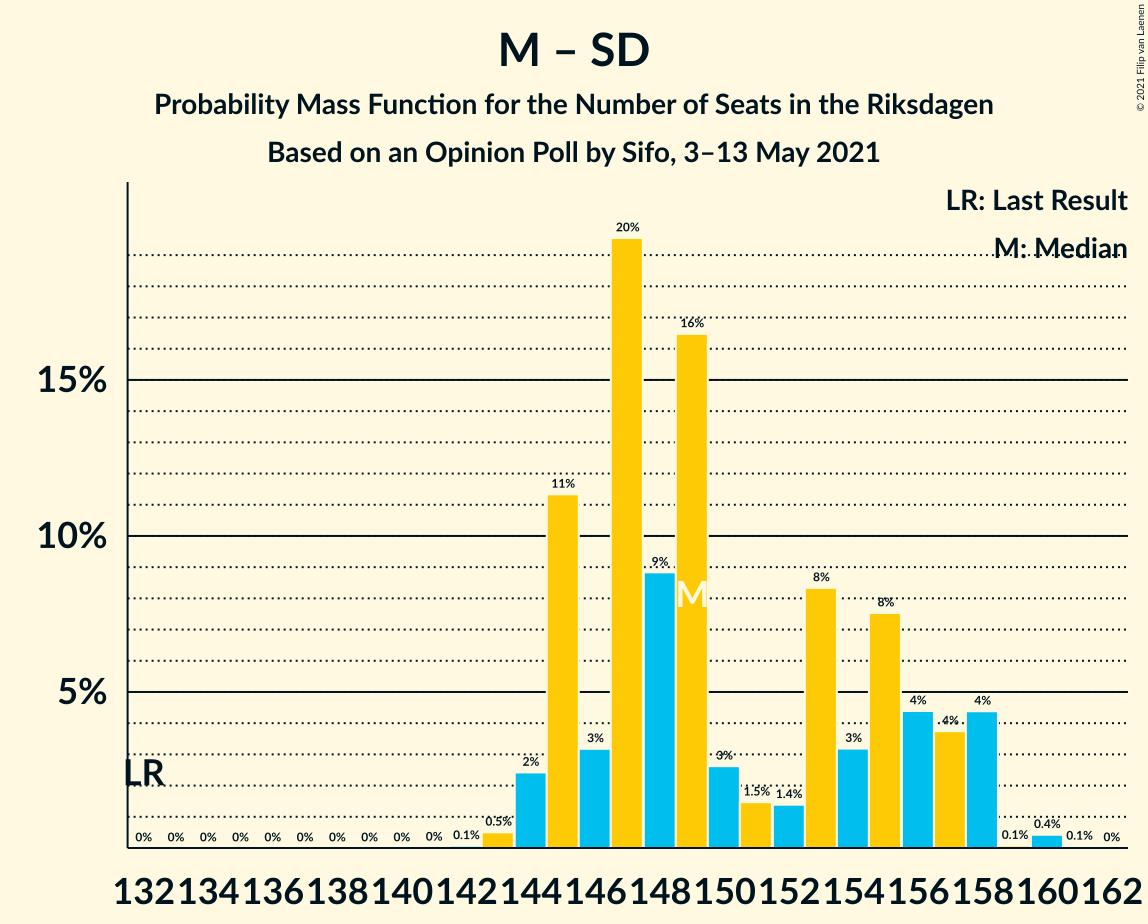 M – SD
Probability Mass Function for the Number of Seats in the Riksdagen
Based on an Opinion Poll by Sifo, 3–13 May 2021
© 2021 Filip van Laenen
LR: Last Result
M: Median
15%
10%
5%
LR
M
0% 0% 0% 0% 0% 0% 0% 0% 0% 0% 0.1% 0.5% 2% 11% 3% 20% 9% 16% 3% 1.5% 1.4% 8% 3% 8% 4% 4% 4% 0.1% 0.4% 0.1% 0%
132 134 136 138 140 142 144 146 148 150 152 154 156 158 160 162